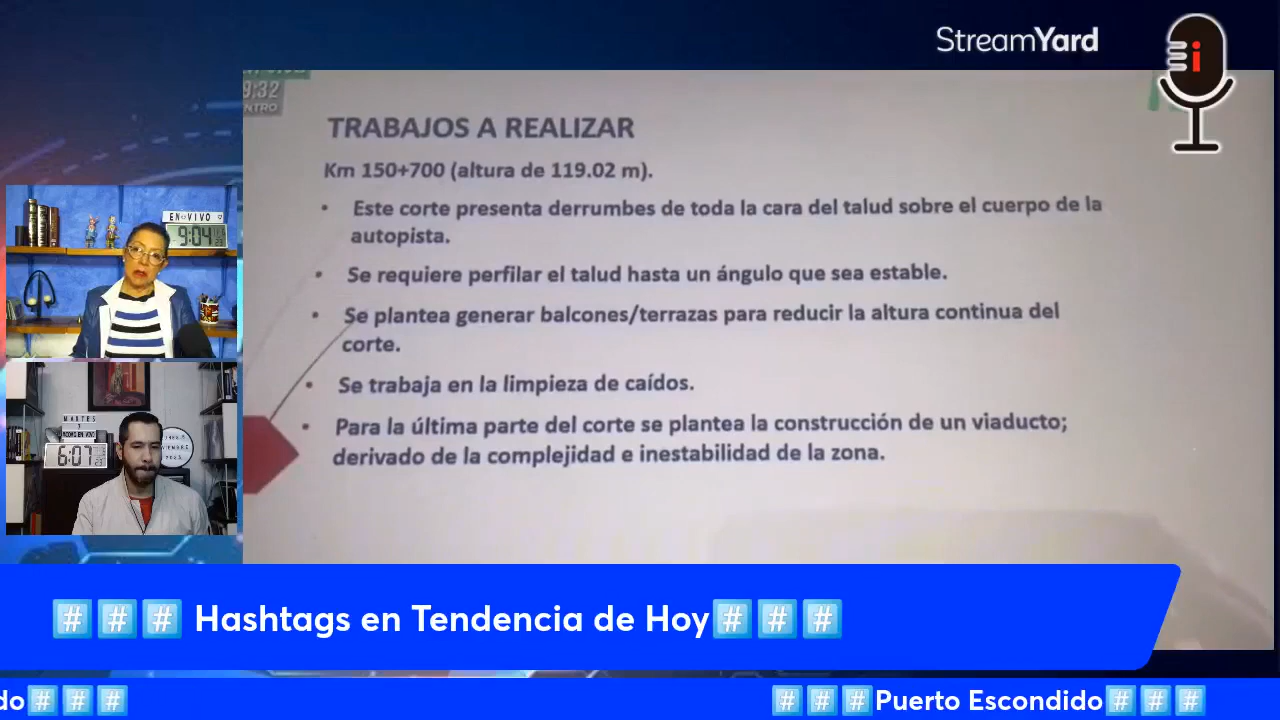 StreamYard
i
9:32
NTRO
TRABAJOS A REALIZAR
Km 150+700 (altura de 119.02 m).
• Este corte presenta derrumbes de toda la cara del talud sobre el cuerpo de la
autopista.
• Se requiere perfilar el talud hasta un ángulo que sea estable.
• Se plantea generar balcones/terrazas para reducir la altura continua del
corte.
• Se trabaja en la limpieza de caídos.
• Para la última parte del corte se plantea la construcción de un viaducto;
derivado de la complejidad e inestabilidad de la zona.
EN VIVO
9:04
MARTES
7
6:07
### Hashtags en Tendencia de Hoy###
do### ###Puerto Escondido###